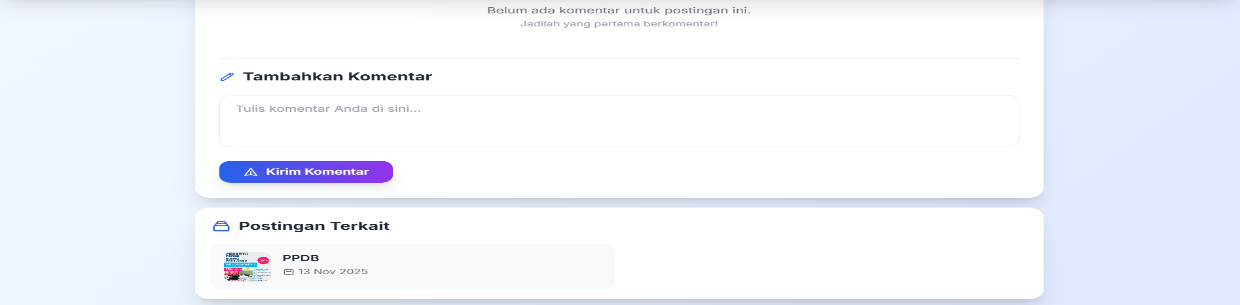 Belum ada komentar untuk postingan ini.
Jadilah yang pertama berkomentar!
Tambahkan Komentar
Tulis komentar Anda di sini...
Kirim Komentar
Postingan Terkait
PPDB
13 Nov 2025